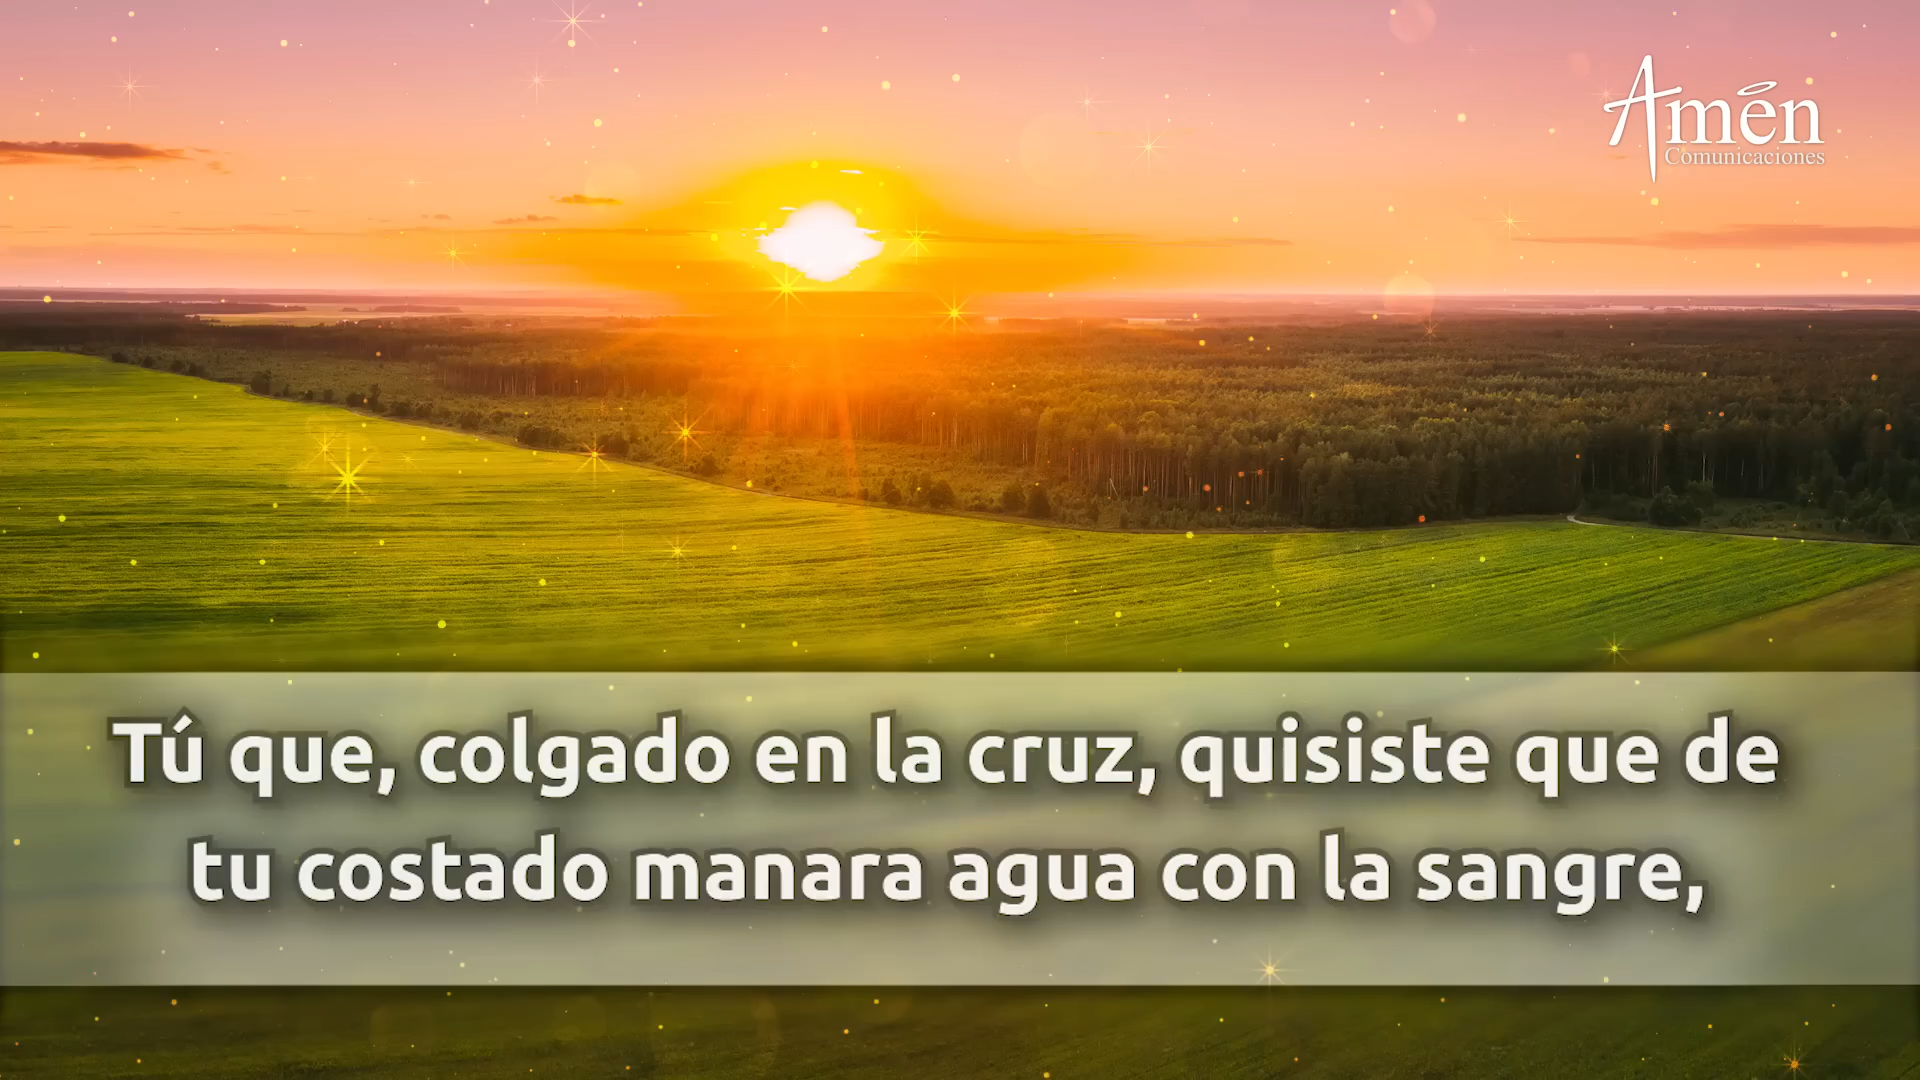 Amén
Comunicaciones
Tú que, colgado en la cruz, quisiste que de
tu costado manara agua con la sangre,